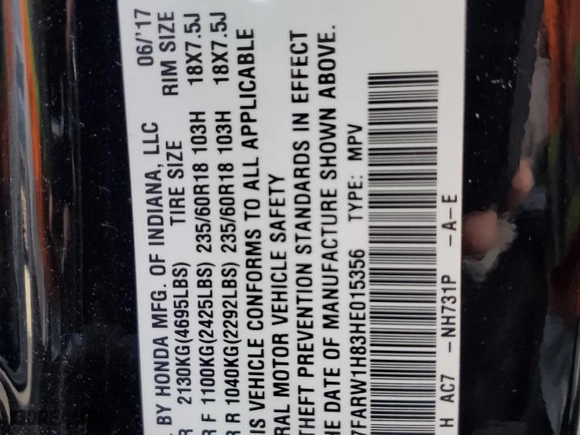 . BY HONDA MFG. OF INDIANA, LLC 06/'17
R 2130KG(4695LBS) TIRE SIZE RIM SIZE
R F 1100KG(2425LBS) 235/60R18 103H 18X7.5J
R R 1040KG(2292LBS) 235/60R18 103H 18X7.5J
IS VEHICLE CONFORMS TO ALL APPLICABLE
RAL MOTOR VEHICLE SAFETY
THEFT PREVENTION STANDARDS IN EFFECT
HE DATE OF MANUFACTURE SHOWN ABOVE.
7FARW1H83HE015356 TYPE: MPV
H AC7 -NH731P -A-E